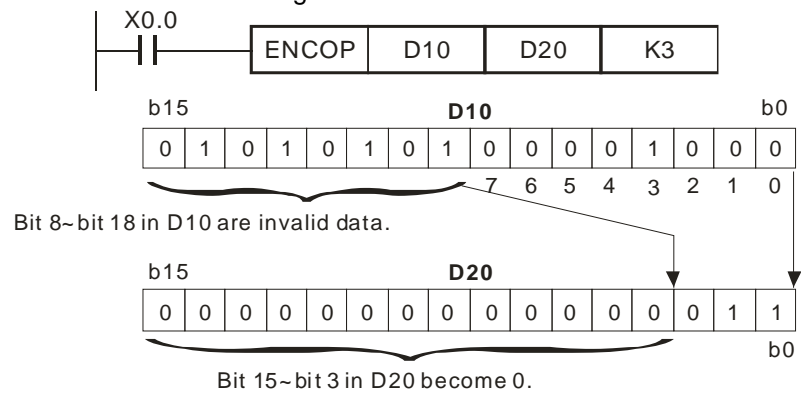 X0.0
ENCOP D10 D20 K3
b15 D10 b0
0 1 0 1 0 1 0 1 0 0 0 0 1 0 0 0
7 6 5 4 3 2 1 0
Bit 8~bit 18 in D10 are invalid data.
b15 D20
0 0 0 0 0 0 0 0 0 0 0 0 0 0 1 1
b0
Bit 15~bit 3 in D20 become 0.